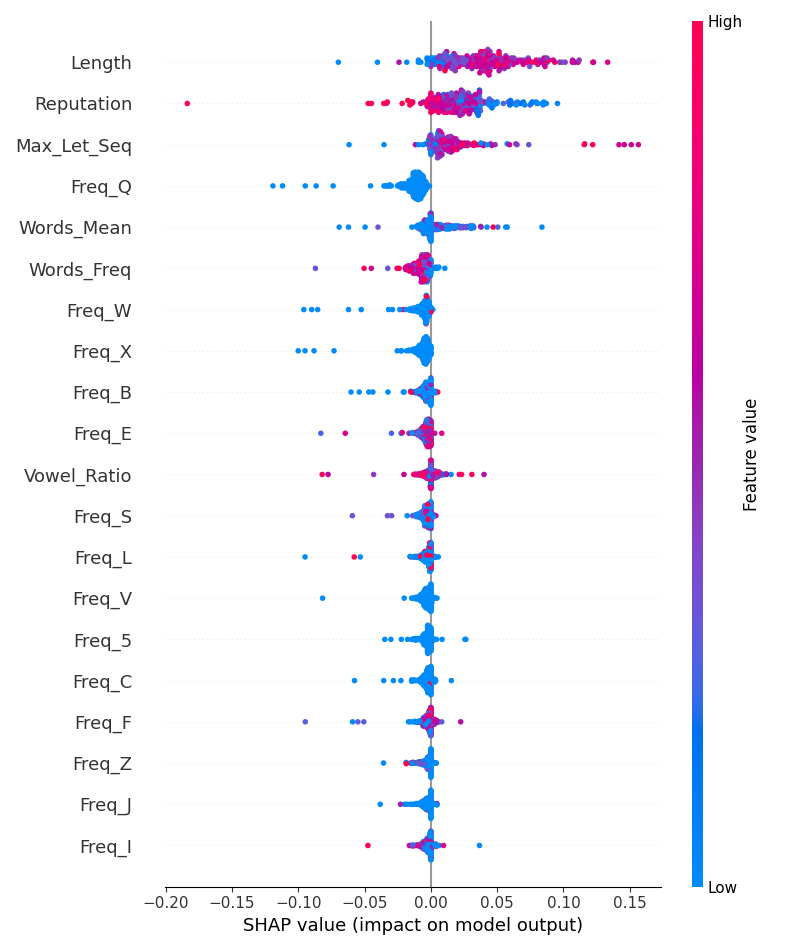 High
Length
Reputation
Max_Let_Seq
Freq_Q
Words_Mean
Words_Freq
Freq_W
Freq_X
Freq_B
Freq_E
Vowel_Ratio
Freq_S
Freq_L
Freq_V
Freq_5
Freq_C
Freq_F
Freq_Z
Freq_J
Freq_I
Feature value
Low
−0.20 −0.15 −0.10 −0.05 0.00 0.05 0.10 0.15
SHAP value (impact on model output)